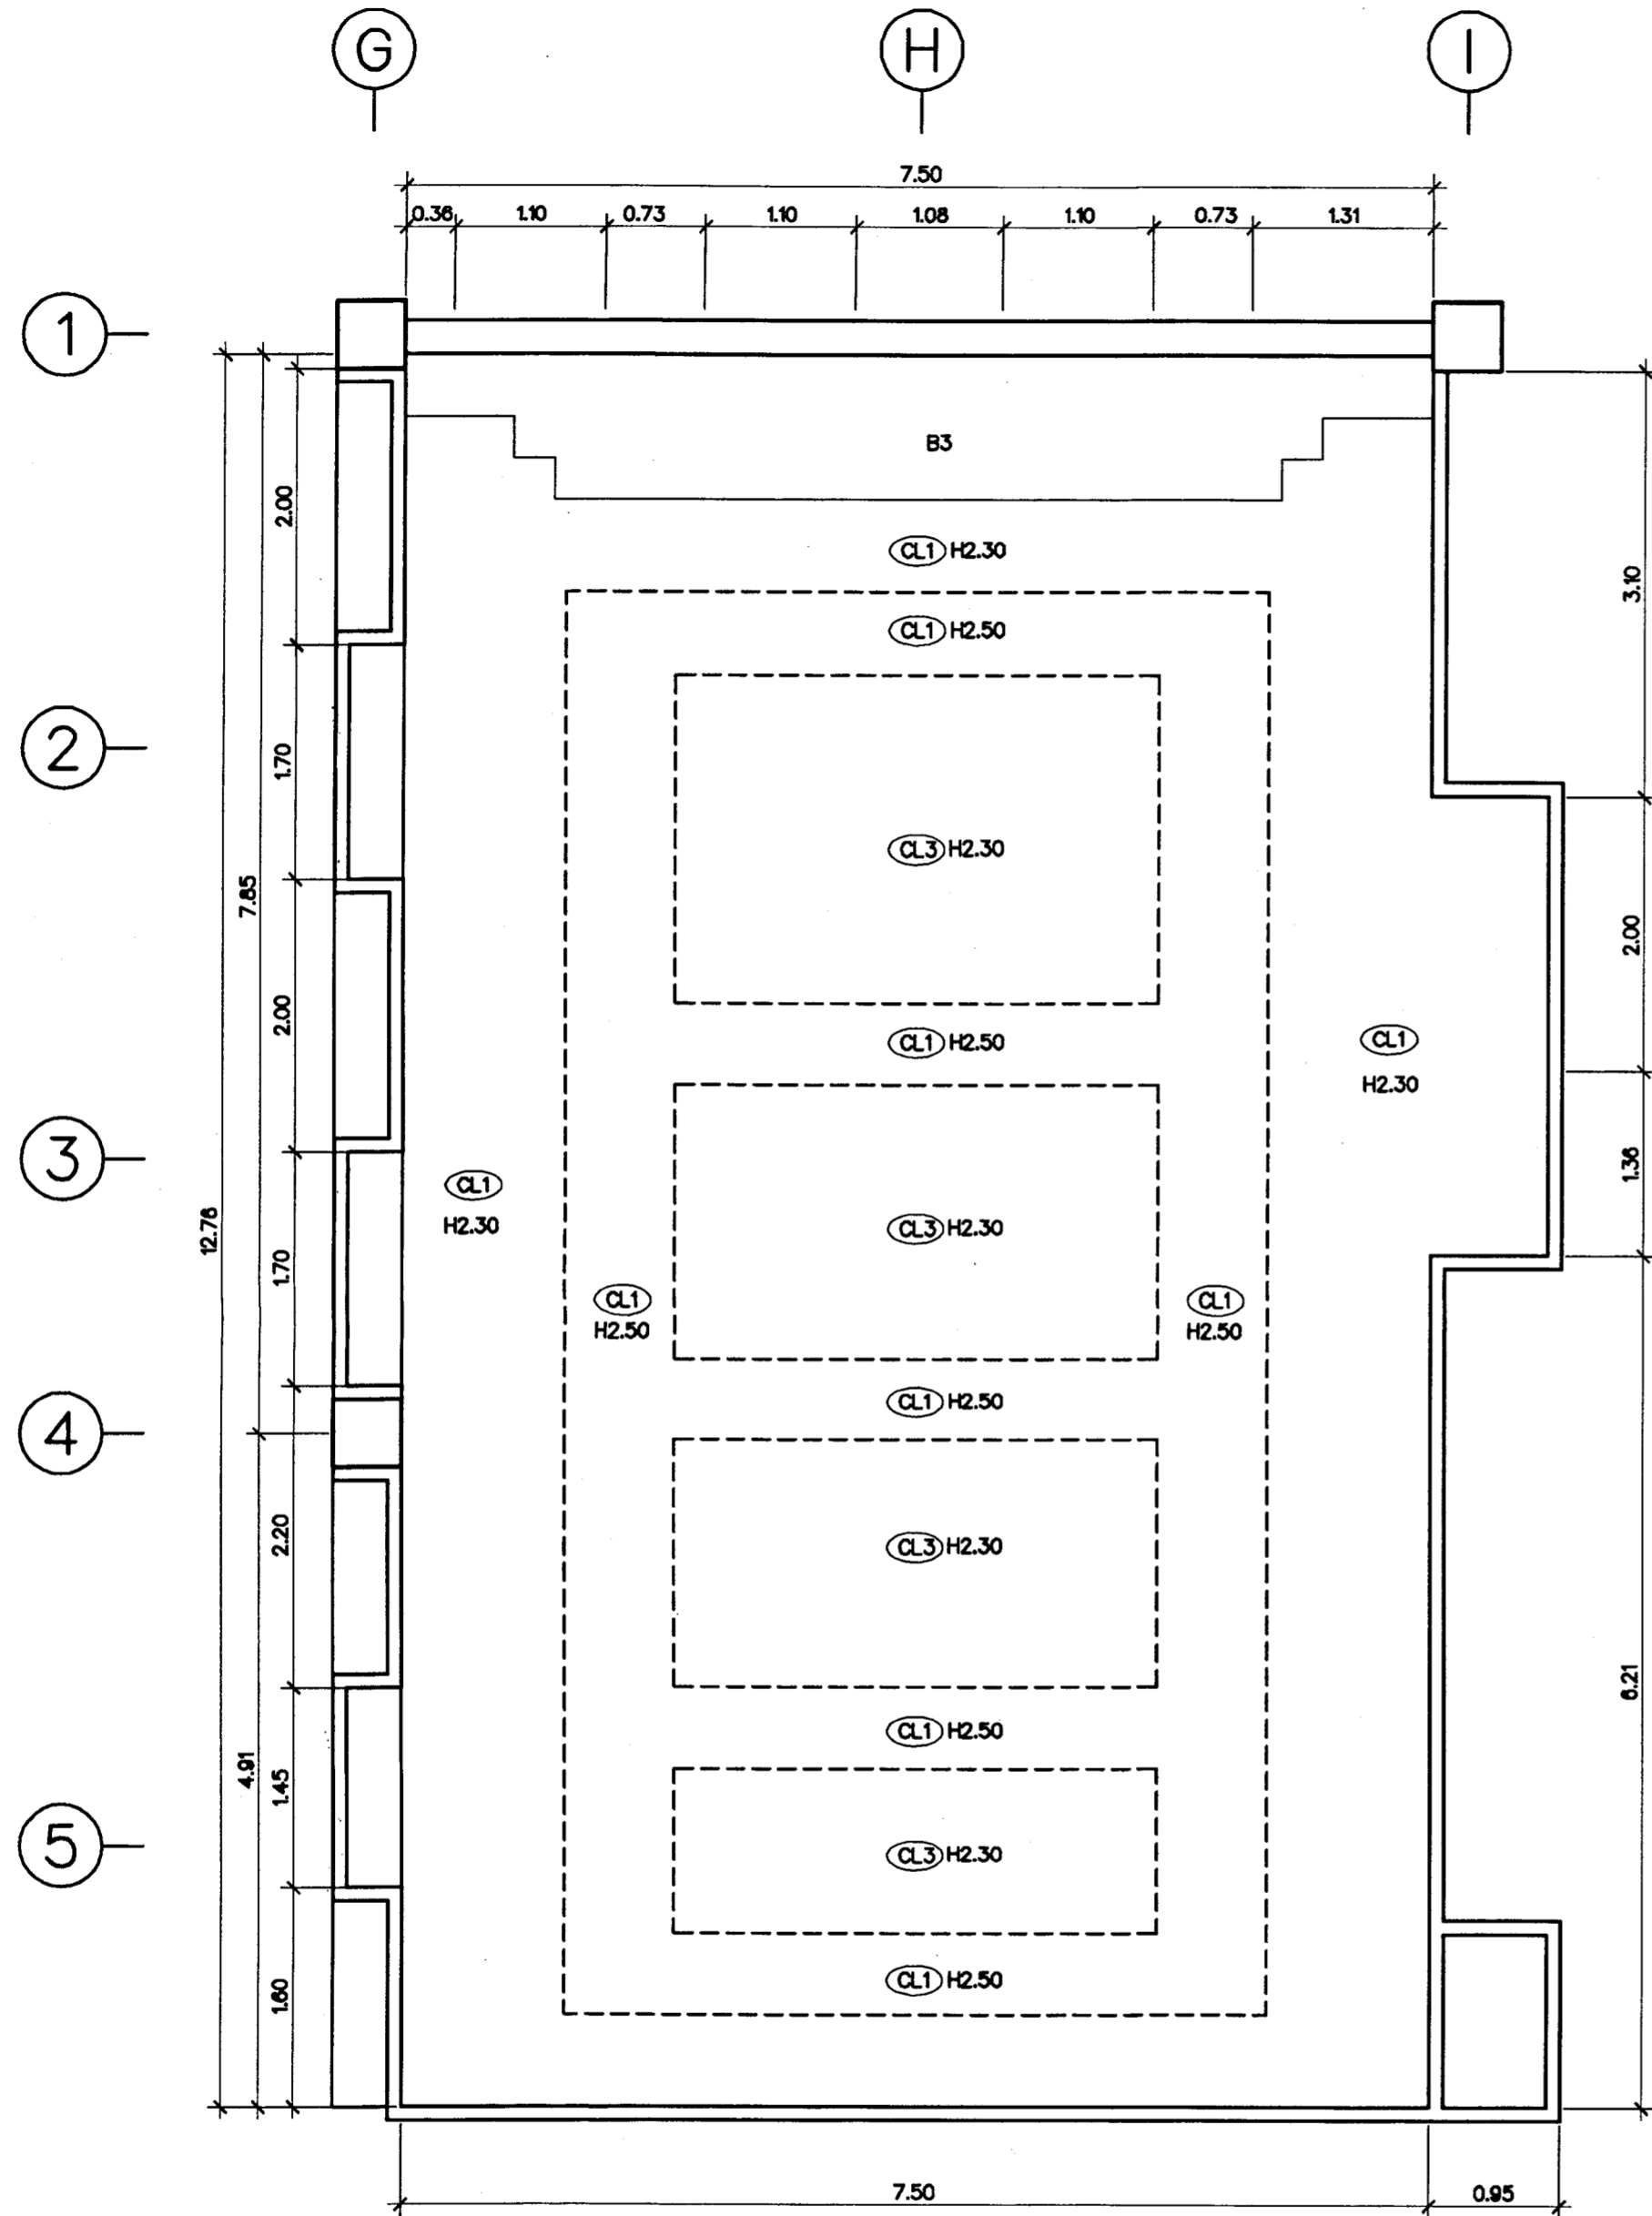 G H I
7.50
0.36 1.10 0.73 1.10 1.08 1.10 0.73 1.31
1
B3
2.00
CL1 H2.30
3.10
CL1 H2.50
2
1.70
CL3 H2.30
7.85
2.00
2.00
CL1 H2.50
CL1
H2.30
3
1.36
CL1
H2.30
12.76
CL3 H2.30
1.70
CL1
H2.50
CL1
H2.50
CL1 H2.50
4
2.20
CL3 H2.30
6.21
CL1 H2.50
4.91
1.45
5
CL3 H2.30
CL1 H2.50
1.60
7.50 0.95